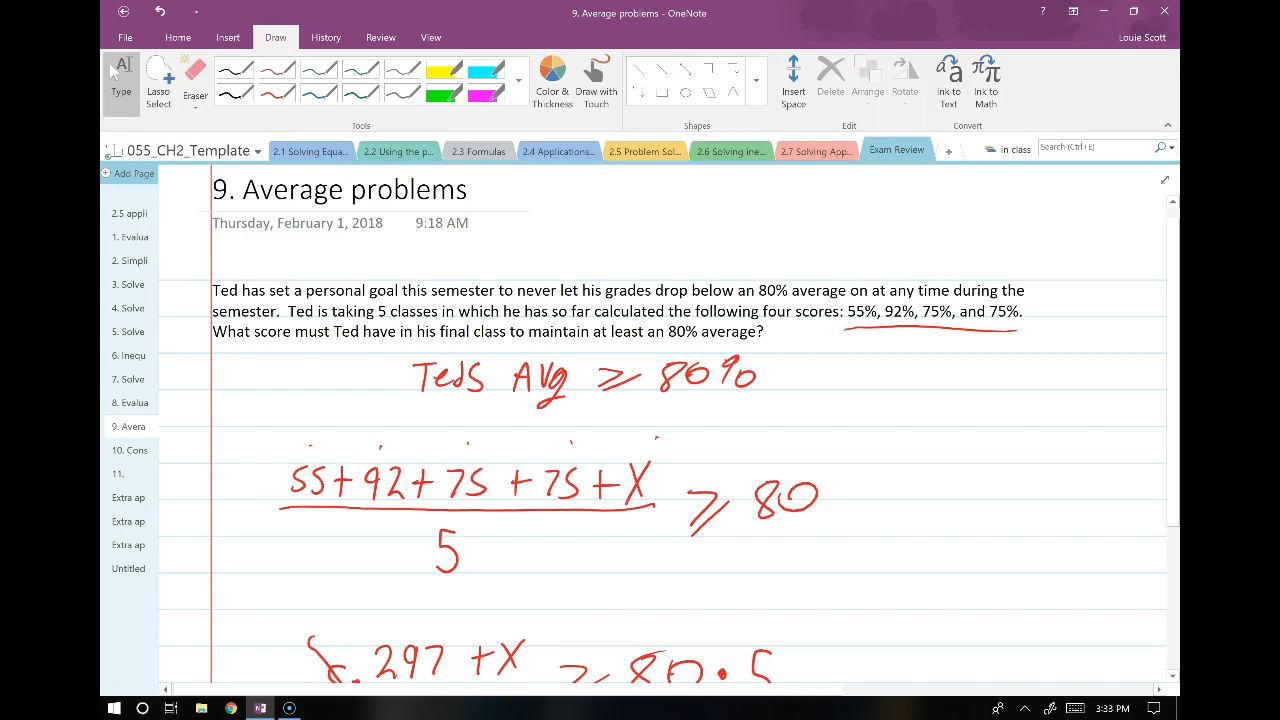 9. Average problems - OneNote
?
File
Home
Insert
Draw
History
Review
View
Louie Scott
Type
Lasso Select
Eraser
Color & Thickness
Draw with Touch
Insert Space
Delete
Arrange
Rotate
Ink to Text
Ink to Math
Tools
Shapes
Edit
Convert
055_CH2_Template
2.1 Solving Equa...
2.2 Using the p...
2.3 Formulas
2.4 Applications...
2.5 Problem Sol...
2.6 Solving ine...
2.7 Solving App...
Exam Review
+
in class
Search (Ctrl+E)
Add Page
2.5 appli
1. Evalua
2. Simpli
3. Solve
4. Solve
5. Solve
6. Inequ
7. Solve
8. Evalua
9. Avera
10. Cons
11.
Extra ap
Extra ap
Extra ap
Untitled
9. Average problems
Thursday, February 1, 2018 9:18 AM
Ted has set a personal goal this semester to never let his grades drop below an 80% average on at any time during the
semester. Ted is taking 5 classes in which he has so far calculated the following four scores: 55%, 92%, 75%, and 75%.
What score must Ted have in his final class to maintain at least an 80% average?
Teds Avg ≥ 80%
55+92+75+75+X ≥ 80
5
297 +X ≥ 80 · 5
3:33 PM